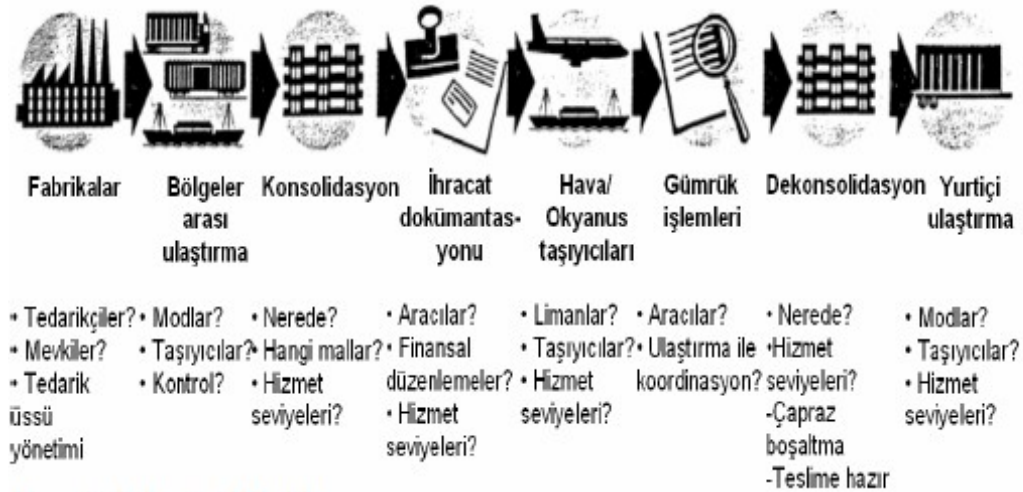 Fabrikalar
Bölgeler
arası
ulaştırma
Konsolidasyon
İhracat
dokümantas-
yonu
Hava/
Okyanus
taşıyıcıları
Gümrük
işlemleri
Dekonsolidasyon
Yurtiçi
ulaştırma
• Tedarikçiler?
• Mevkiler?
• Tedarik
üssü
yönetimi
• Modlar?
• Taşıyıcılar?
• Kontrol?
• Nerede?
• Hangi mallar?
• Hizmet
seviyeleri?
• Aracılar?
• Finansal
düzenlemeler?
• Hizmet
seviyeleri?
• Limanlar?
• Taşıyıcılar?
• Hizmet
seviyeleri?
• Aracılar?
• Ulaştırma ile
koordinasyon?
• Nerede?
•Hizmet
seviyeleri?
-Çapraz
boşaltma
-Teslime hazır
• Modlar?
• Taşıyıcılar?
• Hizmet
seviyeleri?